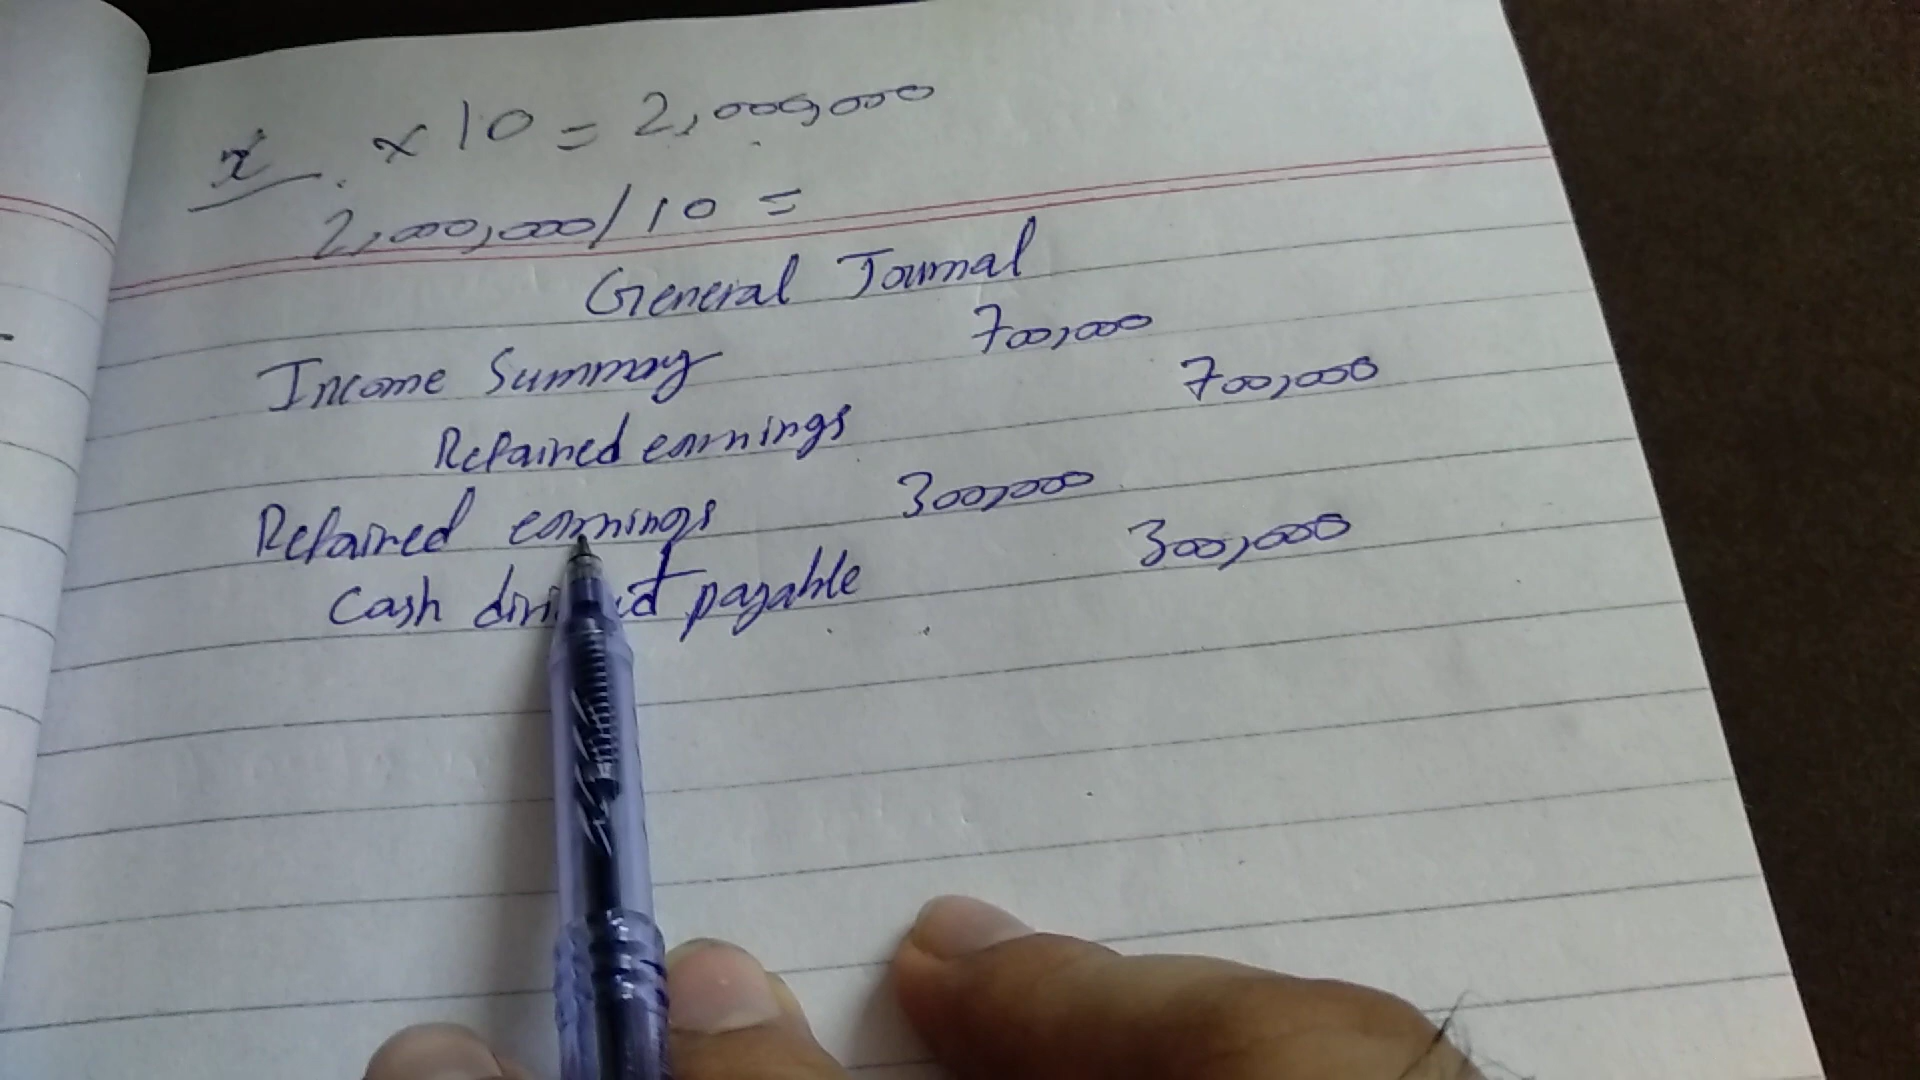 x × 10 = 2,000,000
2,000,000/10 =
General Journal
Income Summary 700,000
Retained earnings 700,000
Retained earnings 300,000
Cash dividend payable 300,000